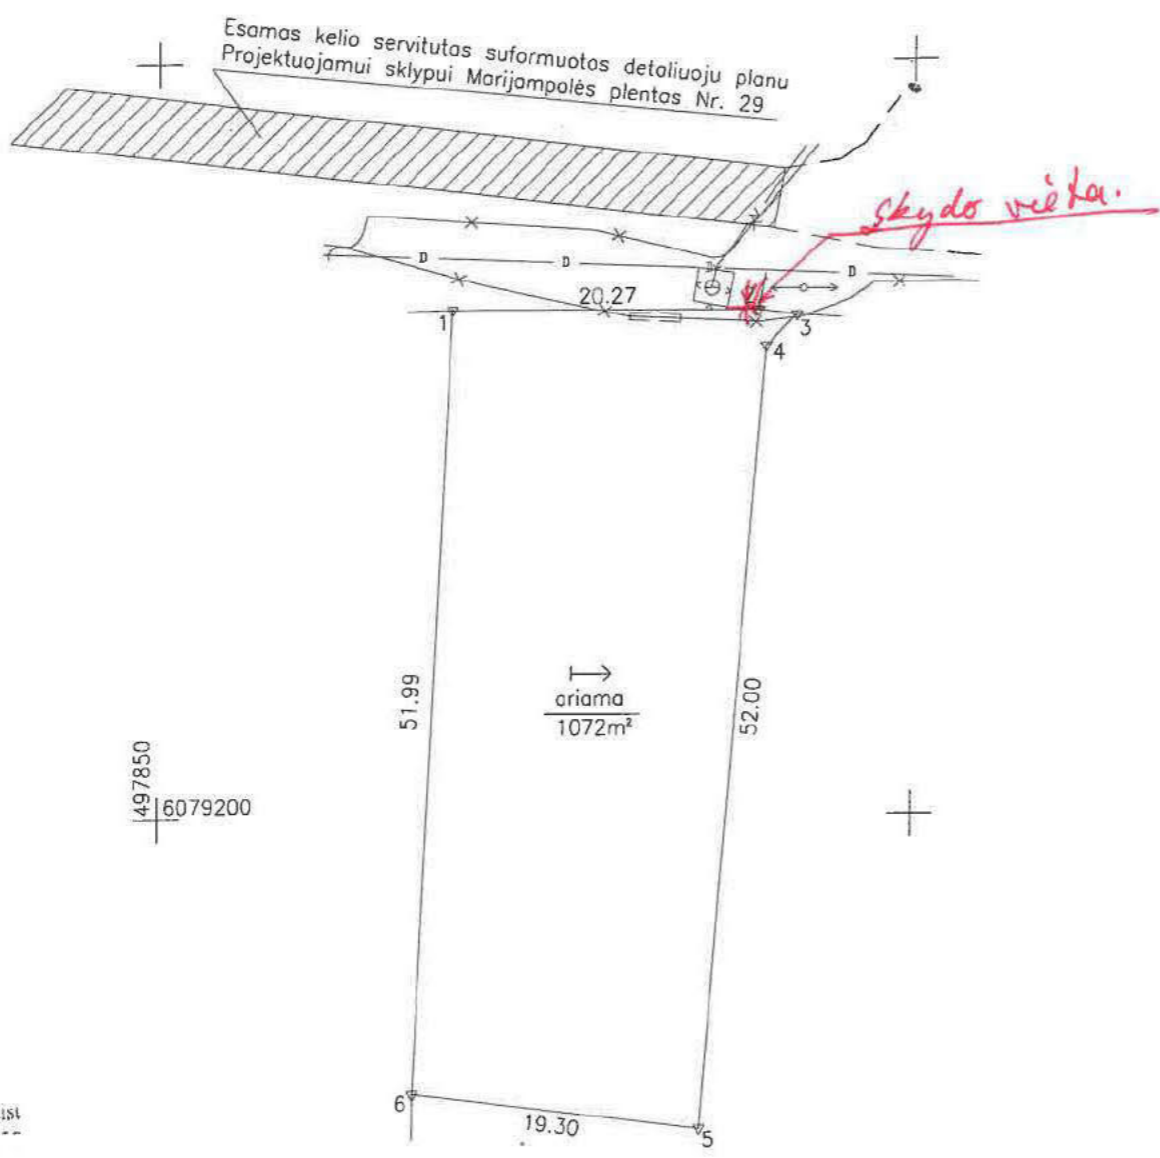 Esamas kelio servitutas suformuotas detaliuoju planu
Projektuojamui sklypui Marijampolės plentas Nr. 29
skydo vieta.
D
D
D
D
20.27
1
3
4
51.99
ariama
1072m²
52.00
497850
6079200
6
19.30
5